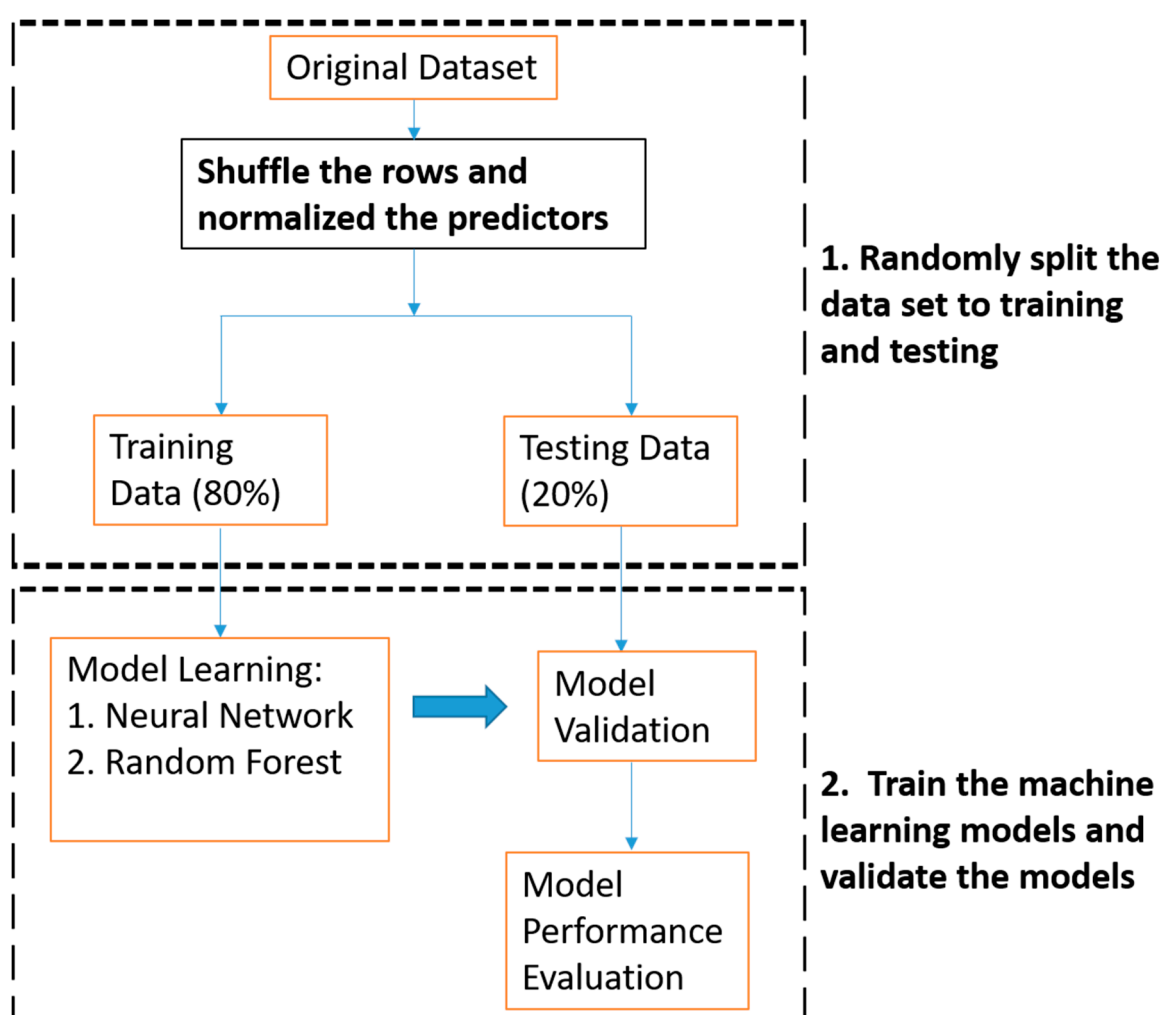 Original Dataset
Shuffle the rows and
normalized the predictors
1. Randomly split the
data set to training
and testing
Training
Data (80%)
Testing Data
(20%)
Model Learning:
1. Neural Network
2. Random Forest
Model
Validation
2.  Train the machine
learning models and
validate the models
Model
Performance
Evaluation